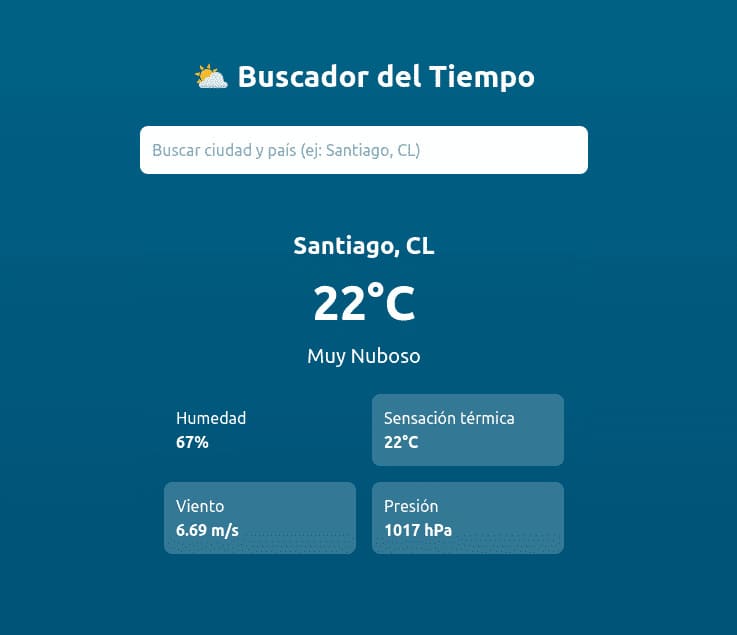 ⛅ Buscador del Tiempo
Buscar ciudad y país (ej: Santiago, CL)
Santiago, CL
22°C
Muy Nuboso
Humedad
67%
Sensación térmica
22°C
Viento
6.69 m/s
Presión
1017 hPa